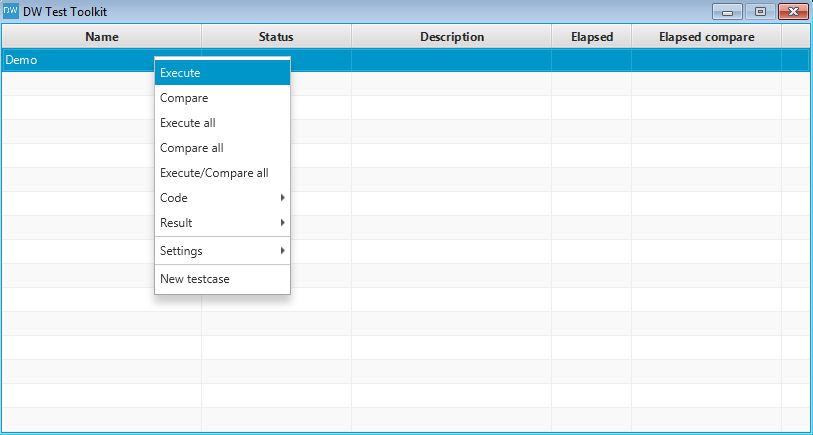 DW DW Test Toolkit
Name Status Description Elapsed Elapsed compare
Demo
Execute
Compare
Execute all
Compare all
Execute/Compare all
Code
Result
Settings
New testcase